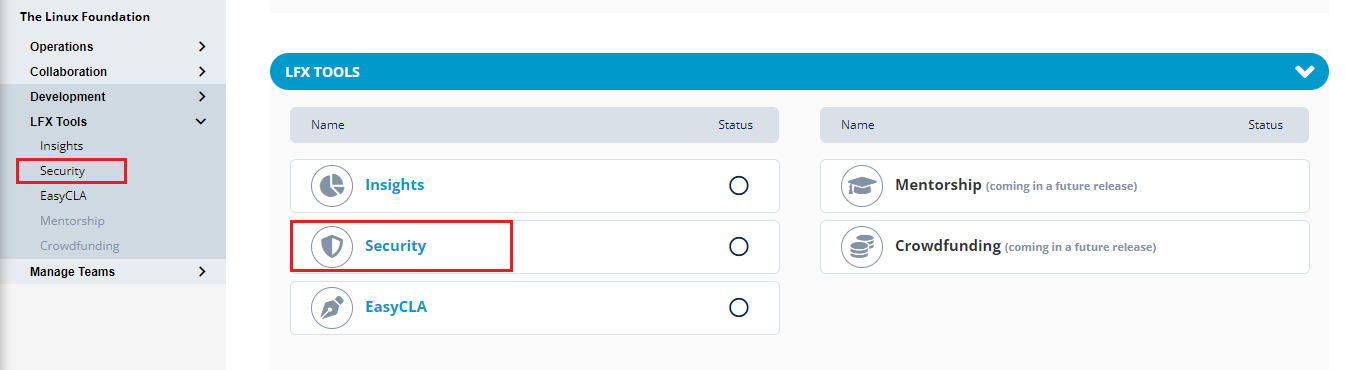 The Linux Foundation
Operations
Collaboration
Development
LFX Tools
Insights
Security
EasyCLA
Mentorship
Crowdfunding
Manage Teams
LFX TOOLS
Name Status
Insights
Security
EasyCLA
Name Status
Mentorship (coming in a future release)
Crowdfunding (coming in a future release)